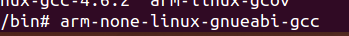 nux-gcc-4.6.2 arm-linux-gcov
/bin# arm-none-linux-gnueabi-gcc